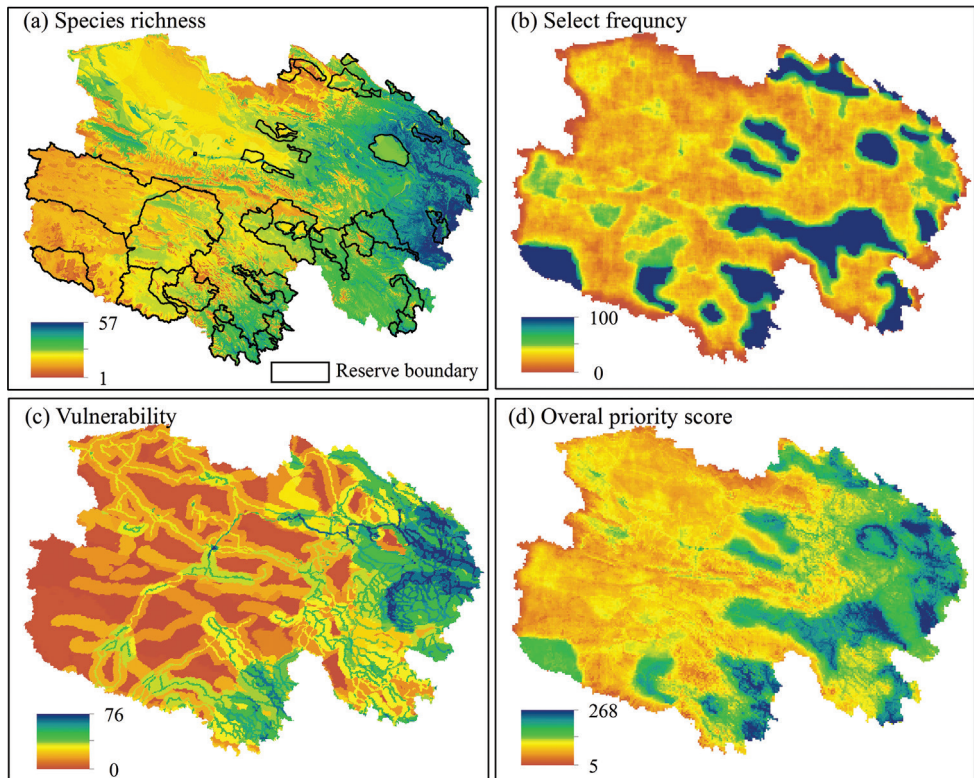 (a) Species richness
57
1
Reserve boundary
(b) Select frequncy
100
0
(c) Vulnerability
76
0
(d) Overal priority score
268
5